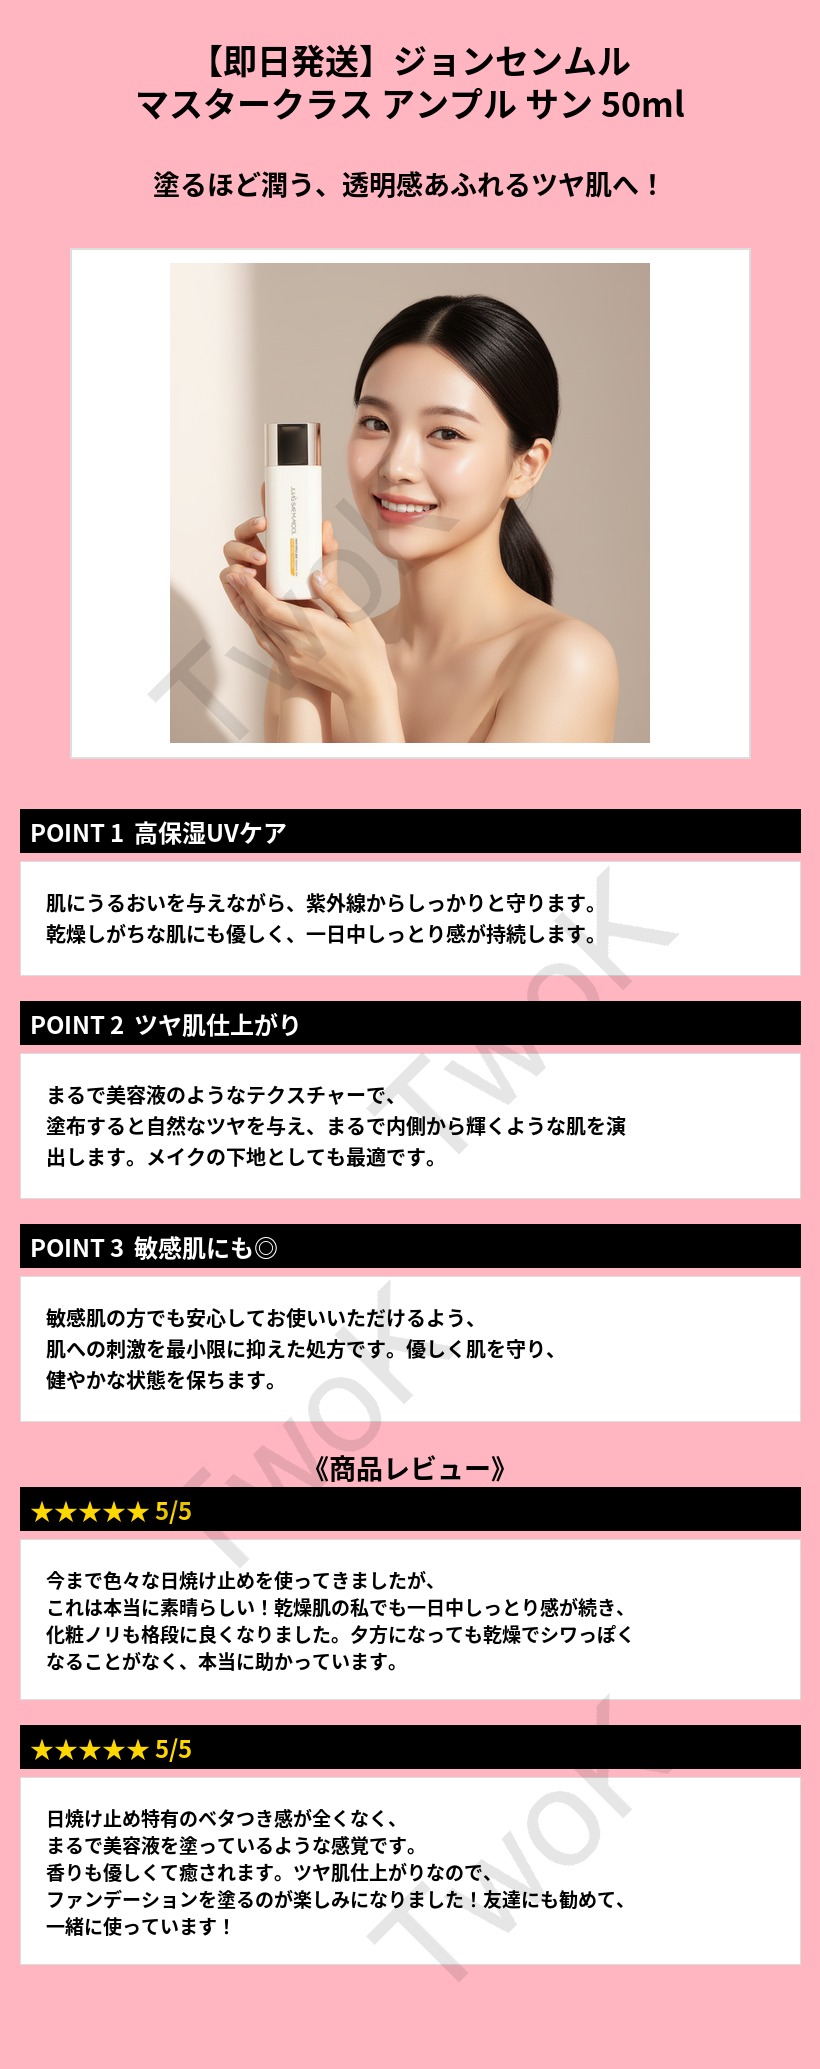 【即日発送】ジョンセンムル
マスタークラス アンプル サン 50ml
塗るほど潤う、透明感あふれるツヤ肌へ！
POINT 1 高保湿UVケア
肌にうるおいを与えながら、紫外線からしっかりと守ります。
乾燥しがちな肌にも優しく、一日中しっとり感が持続します。
POINT 2 ツヤ肌仕上がり
まるで美容液のようなテクスチャーで、
塗布すると自然なツヤを与え、まるで内側から輝くような肌を演
出します。メイクの下地としても最適です。
POINT 3 敏感肌にも◎
敏感肌の方でも安心してお使いいただけるよう、
肌への刺激を最小限に抑えた処方です。優しく肌を守り、
健やかな状態を保ちます。
《商品レビュー》
★★★★★ 5/5
今まで色々な日焼け止めを使ってきましたが、
これは本当に素晴らしい！乾燥肌の私でも一日中しっとり感が続き、
化粧ノリも格段に良くなりました。夕方になっても乾燥でシワっぽく
なることがなく、本当に助かっています。
★★★★★ 5/5
日焼け止め特有のベタつき感が全くなく、
まるで美容液を塗っているような感覚です。
香りも優しくて癒されます。ツヤ肌仕上がりなので、
ファンデーションを塗るのが楽しみになりました！友達にも勧めて、
一緒に使っています！
TwoK
TwoK
TwoK
TwoK